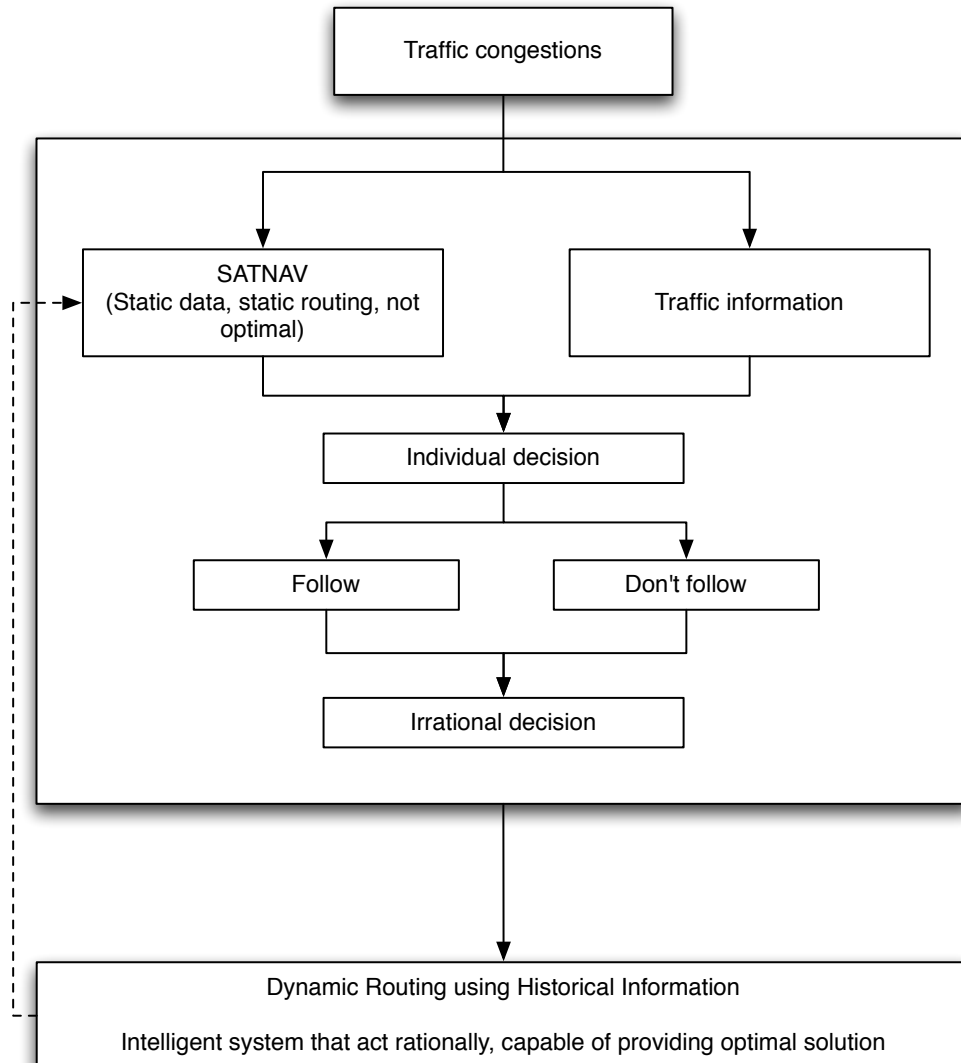 Traffic congestions
SATNAV
(Static data, static routing, not
optimal)
Traffic information
Individual decision
Follow
Don't follow
Irrational decision
Dynamic Routing using Historical Information
Intelligent system that act rationally, capable of providing optimal solution